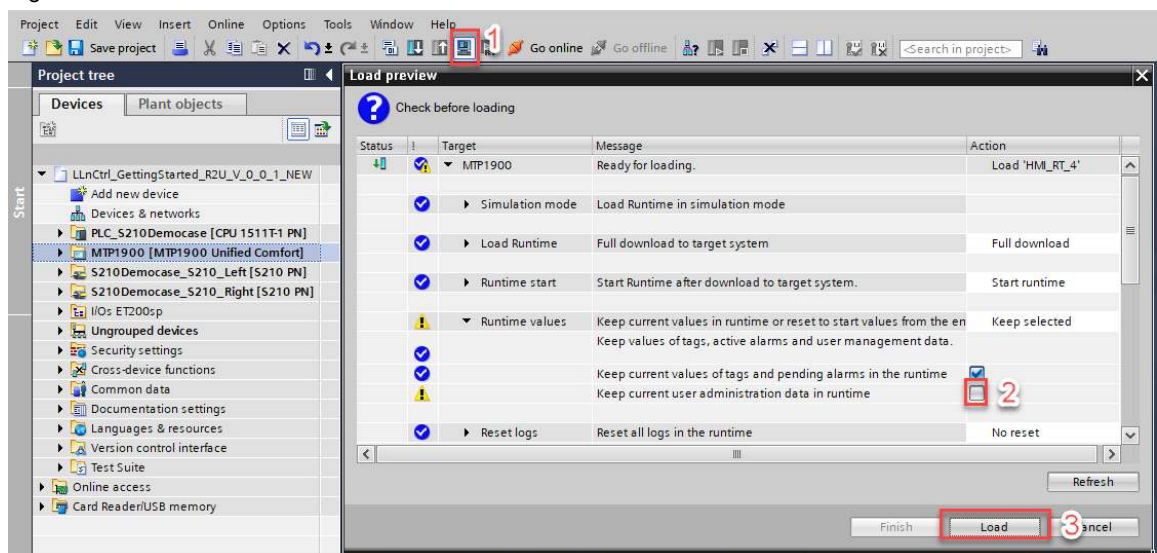 Project Edit View Insert Online Options Tools Window Help
Save project Go online Go offline <Search in project>
1
Project tree
Load preview
Devices Plant objects
Check before loading
Status ! Target Message Action
MTP1900 Ready for loading. Load 'HMI_RT_4'
Simulation mode Load Runtime in simulation mode
Load Runtime Full download to target system Full download
Runtime start Start Runtime after download to target system. Start runtime
Runtime values Keep current values in runtime or reset to start values from the en Keep selected
Keep values of tags, active alarms and user management data.
Keep current values of tags and pending alarms in the runtime
Keep current user administration data in runtime
2
Reset logs Reset all logs in the runtime No reset
Refresh
Finish Load 3 ancel
Start
LLnCtrl_GettingStarted_R2U_V_0_0_1_NEW
Add new device
Devices & networks
PLC_S210Democase [CPU 1511T-1 PN]
MTP1900 [MTP1900 Unified Comfort]
S210Democase_S210_Left [S210 PN]
S210Democase_S210_Right [S210 PN]
I/Os ET200sp
Ungrouped devices
Security settings
Cross-device functions
Common data
Documentation settings
Languages & resources
Version control interface
Test Suite
Online access
Card Reader/USB memory